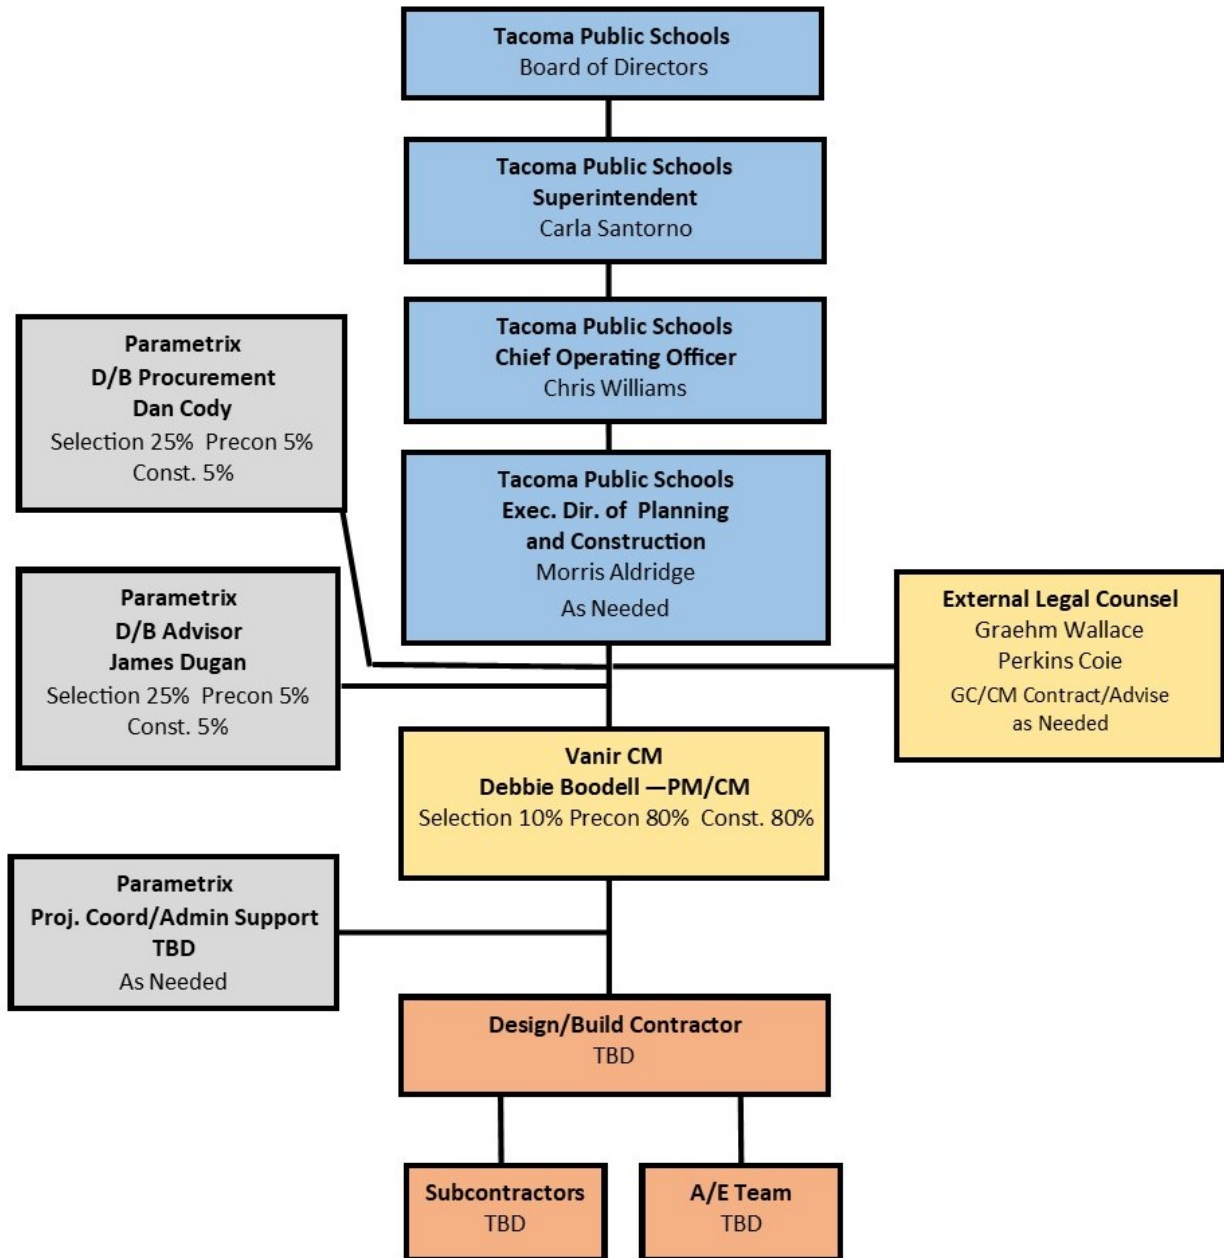 Tacoma Public Schools
Board of Directors
Tacoma Public Schools
Superintendent
Carla Santorno
Tacoma Public Schools
Chief Operating Officer
Chris Williams
Parametrix
D/B Procurement
Dan Cody
Selection 25% Precon 5%
Const. 5%
Tacoma Public Schools
Exec. Dir. of Planning
and Construction
Morris Aldridge
As Needed
Parametrix
D/B Advisor
James Dugan
Selection 25% Precon 5%
Const. 5%
External Legal Counsel
Graehm Wallace
Perkins Coie
GC/CM Contract/Advise
as Needed
Vanir CM
Debbie Boodell —PM/CM
Selection 10% Precon 80% Const. 80%
Parametrix
Proj. Coord/Admin Support
TBD
As Needed
Design/Build Contractor
TBD
Subcontractors
TBD
A/E Team
TBD